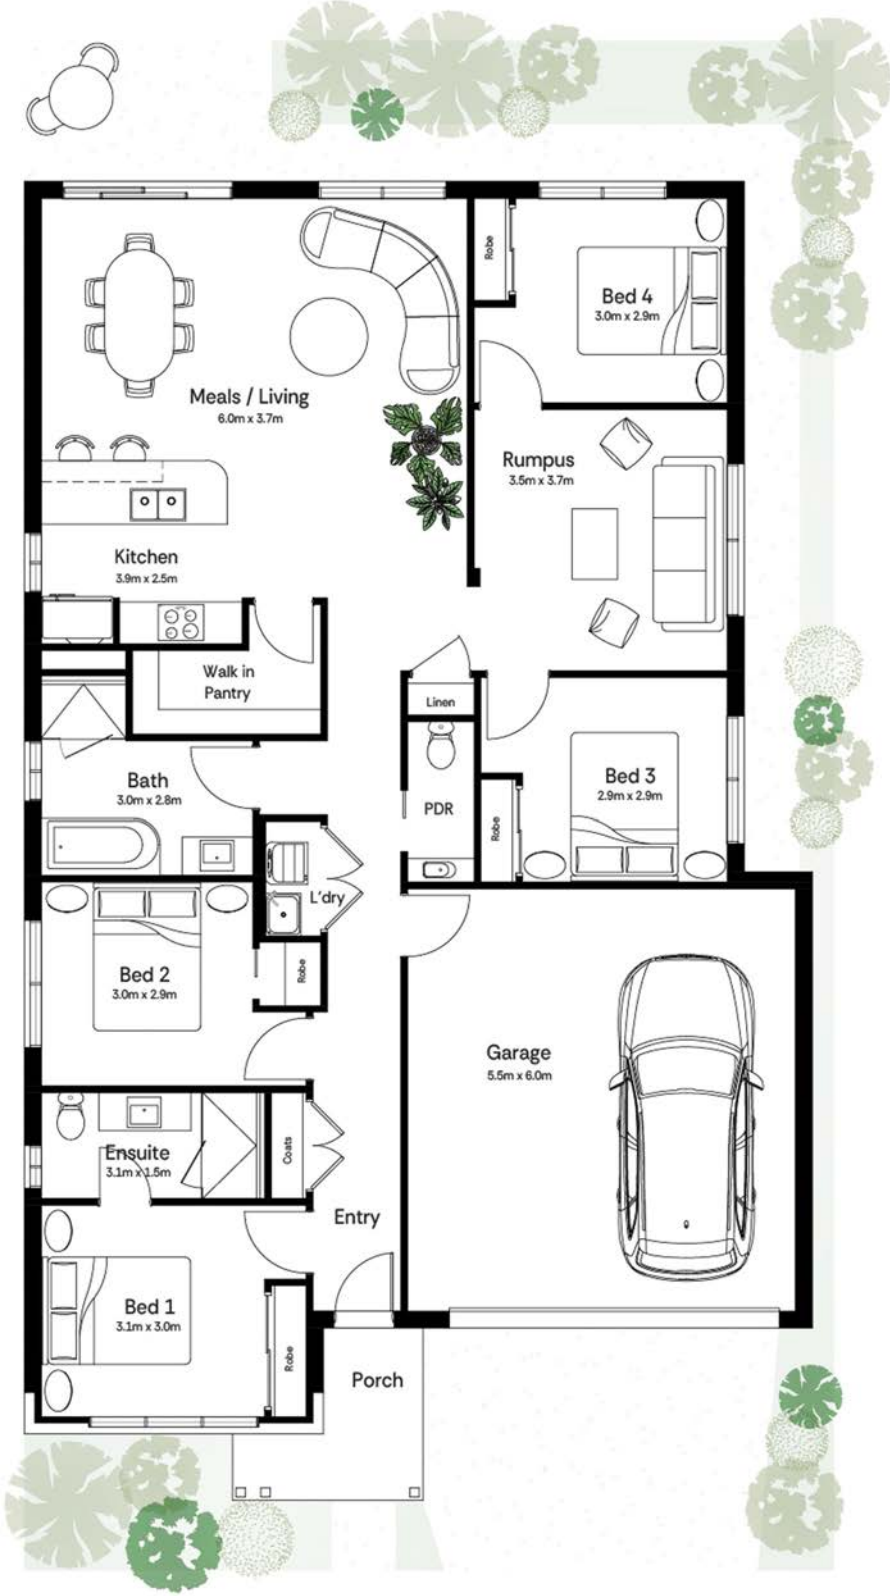 Robe
Bed 4
3.0m x 2.9m
Meals / Living
6.0m x 3.7m
Rumpus
3.5m x 3.7m
Kitchen
3.9m x 2.5m
Walk in
Pantry
Linen
Bath
3.0m x 2.8m
PDR
Robe
Bed 3
2.9m x 2.9m
L'dry
Bed 2
3.0m x 2.9m
Robe
Garage
5.5m x 6.0m
Ensuite
3.1m x 1.5m
Coats
Entry
Bed 1
3.1m x 3.0m
Robe
Porch